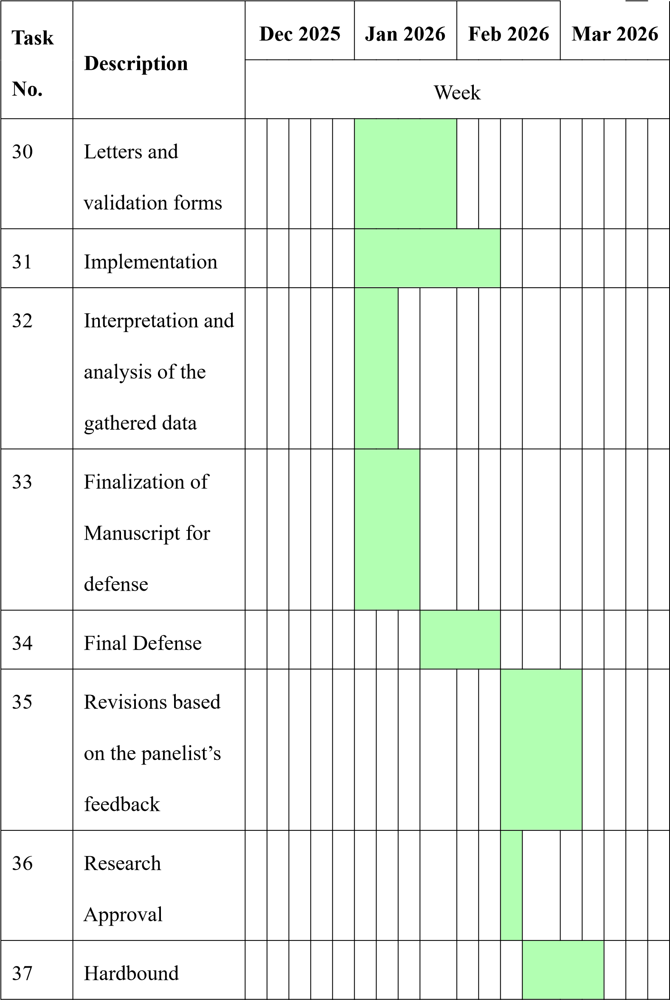 Task
No.
Description
Dec 2025
Jan 2026
Feb 2026
Mar 2026
Week
30
Letters and
validation forms
31
Implementation
32
Interpretation and
analysis of the
gathered data
33
Finalization of
Manuscript for
defense
34
Final Defense
35
Revisions based
on the panelist’s
feedback
36
Research
Approval
37
Hardbound